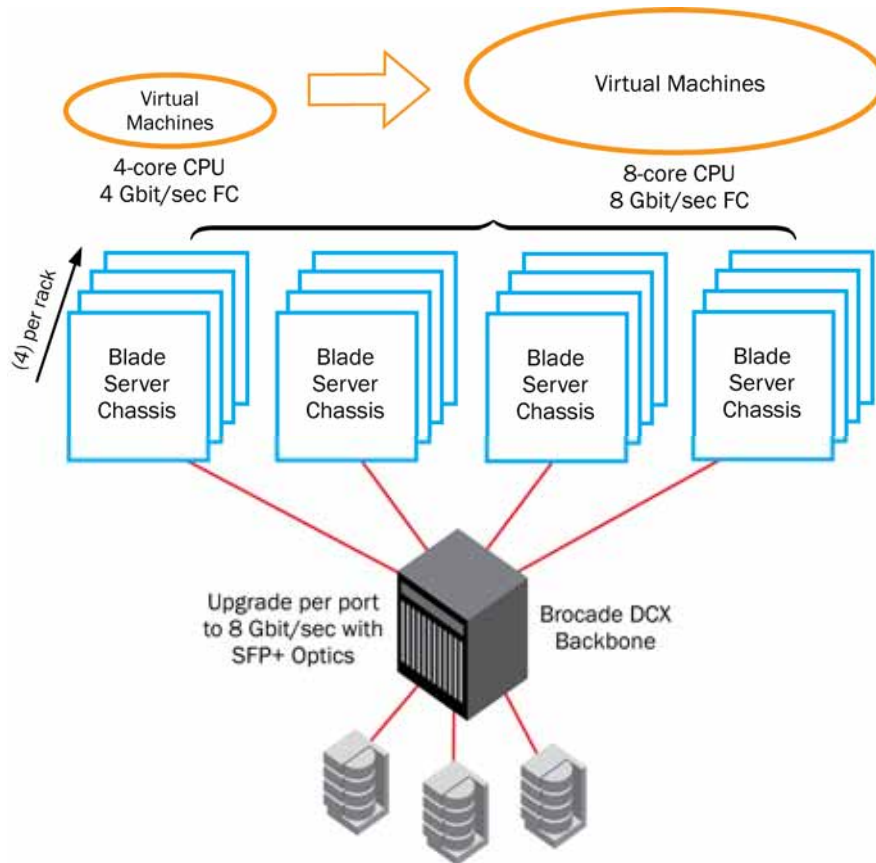 Virtual
Machines
Virtual Machines
4-core CPU
4 Gbit/sec FC
8-core CPU
8 Gbit/sec FC
(4) per rack
Blade
Server
Chassis
Blade
Server
Chassis
Blade
Server
Chassis
Blade
Server
Chassis
Upgrade per port
to 8 Gbit/sec with
SFP+ Optics
Brocade DCX
Backbone